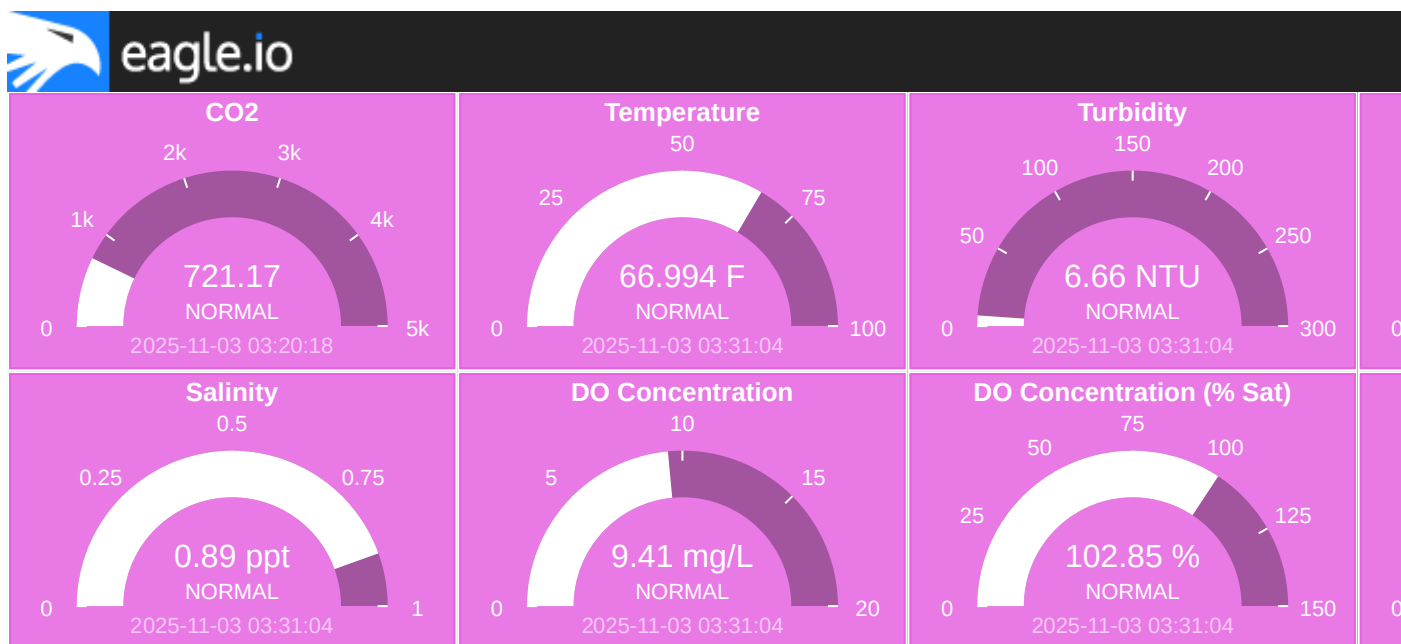 eagle.io
CO2
2k
3k
1k
4k
721.17
NORMAL
0
5k
2025-11-03 03:20:18
Temperature
50
25
75
66.994 F
NORMAL
0
100
2025-11-03 03:31:04
Turbidity
150
100
200
50
250
6.66 NTU
NORMAL
0
300
2025-11-03 03:31:04
0
Salinity
0.5
0.25
0.75
0.89 ppt
NORMAL
0
1
2025-11-03 03:31:04
DO Concentration
10
5
15
9.41 mg/L
NORMAL
0
20
2025-11-03 03:31:04
DO Concentration (% Sat)
75
50
100
25
125
102.85 %
NORMAL
0
150
2025-11-03 03:31:04
0